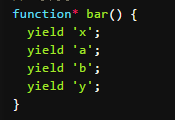 function* bar() {
  yield 'x';
  yield 'a';
  yield 'b';
  yield 'y';
}